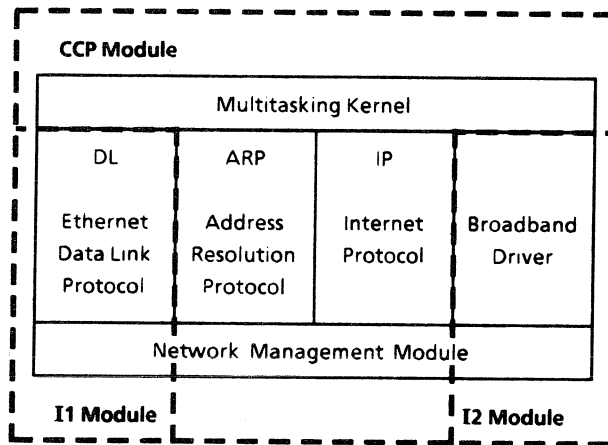 CCP Module
Multitasking Kernel
DL
Ethernet
Data Link
Protocol
ARP
Address
Resolution
Protocol
IP
Internet
Protocol
Broadband
Driver
Network Management Module
I1 Module
I2 Module